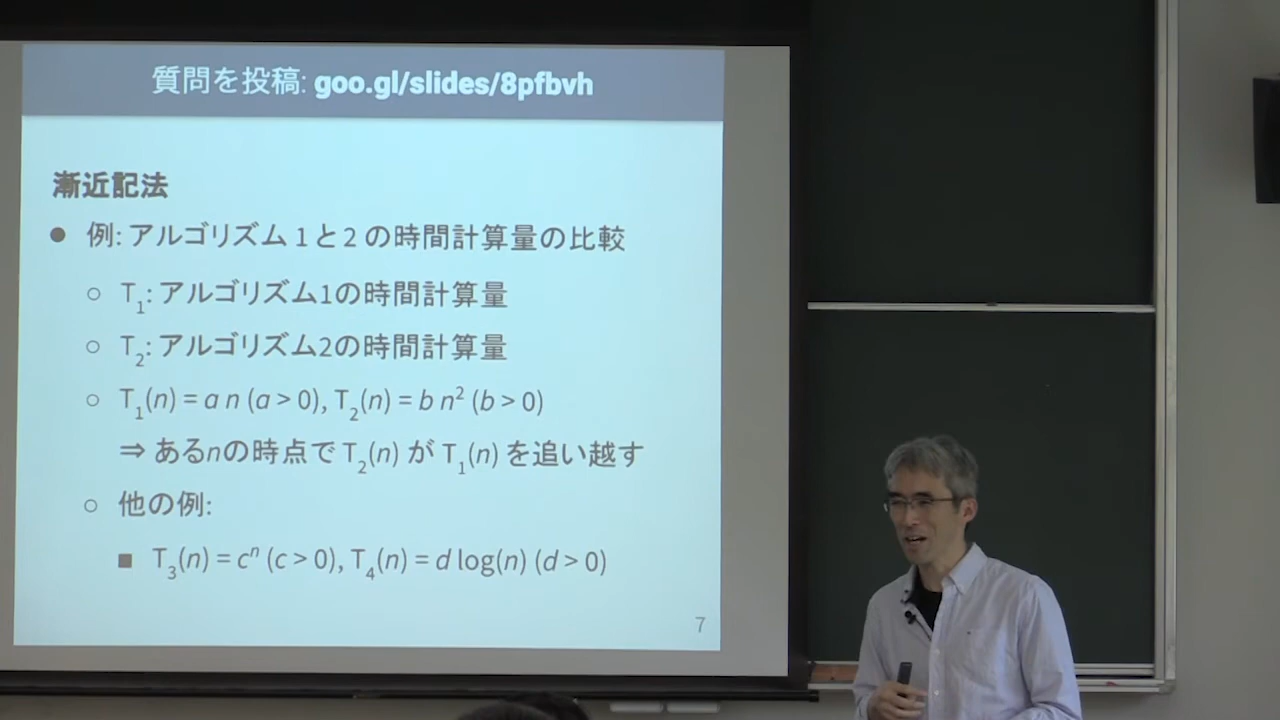 質問を投稿: goo.gl/slides/8pfbvh
漸近記法
● 例: アルゴリズム 1 と 2 の時間計算量の比較
○ T₁: アルゴリズム1の時間計算量
○ T₂: アルゴリズム2の時間計算量
○ T₁(n) = a n (a > 0), T₂(n) = b n² (b > 0)
⇒ あるnの時点で T₂(n) が T₁(n) を追い越す
○ 他の例:
■ T₃(n) = cⁿ (c > 0), T₄(n) = d log(n) (d > 0)
7